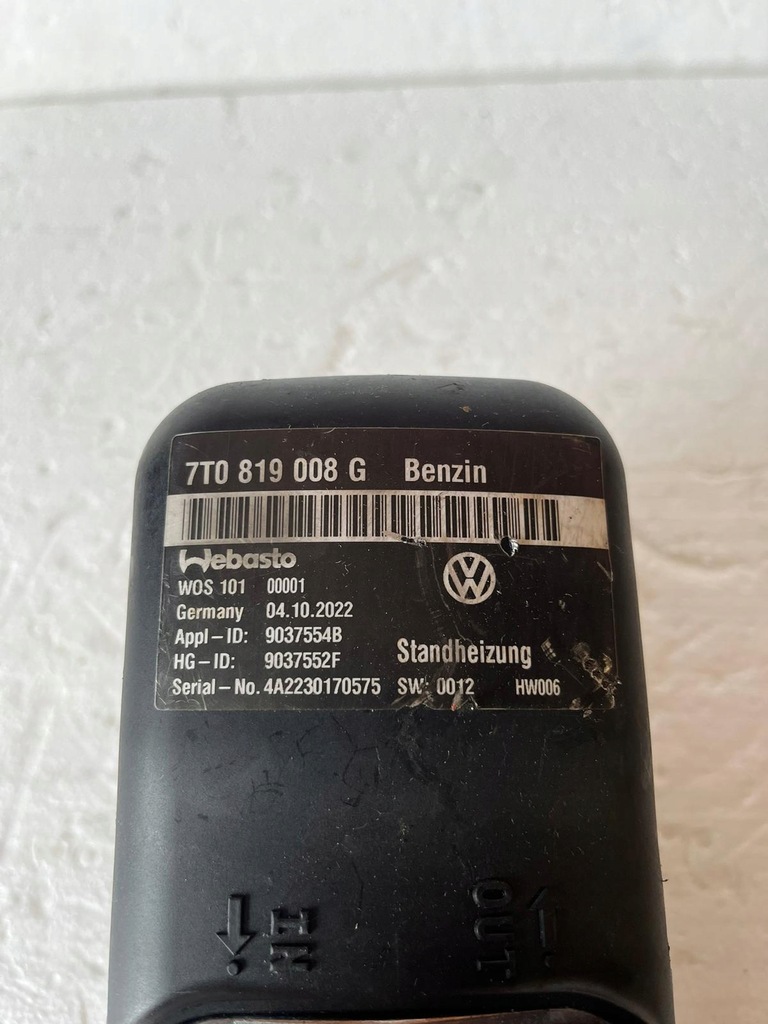 7T0 819 008 G Benzin
Webasto
WOS 101 00001
Germany 04.10.2022
Appl-ID: 9037554B
HG-ID: 9037552F
Standheizung
Serial-No. 4A2230170575 SW: 0012 HW006
IN OUT